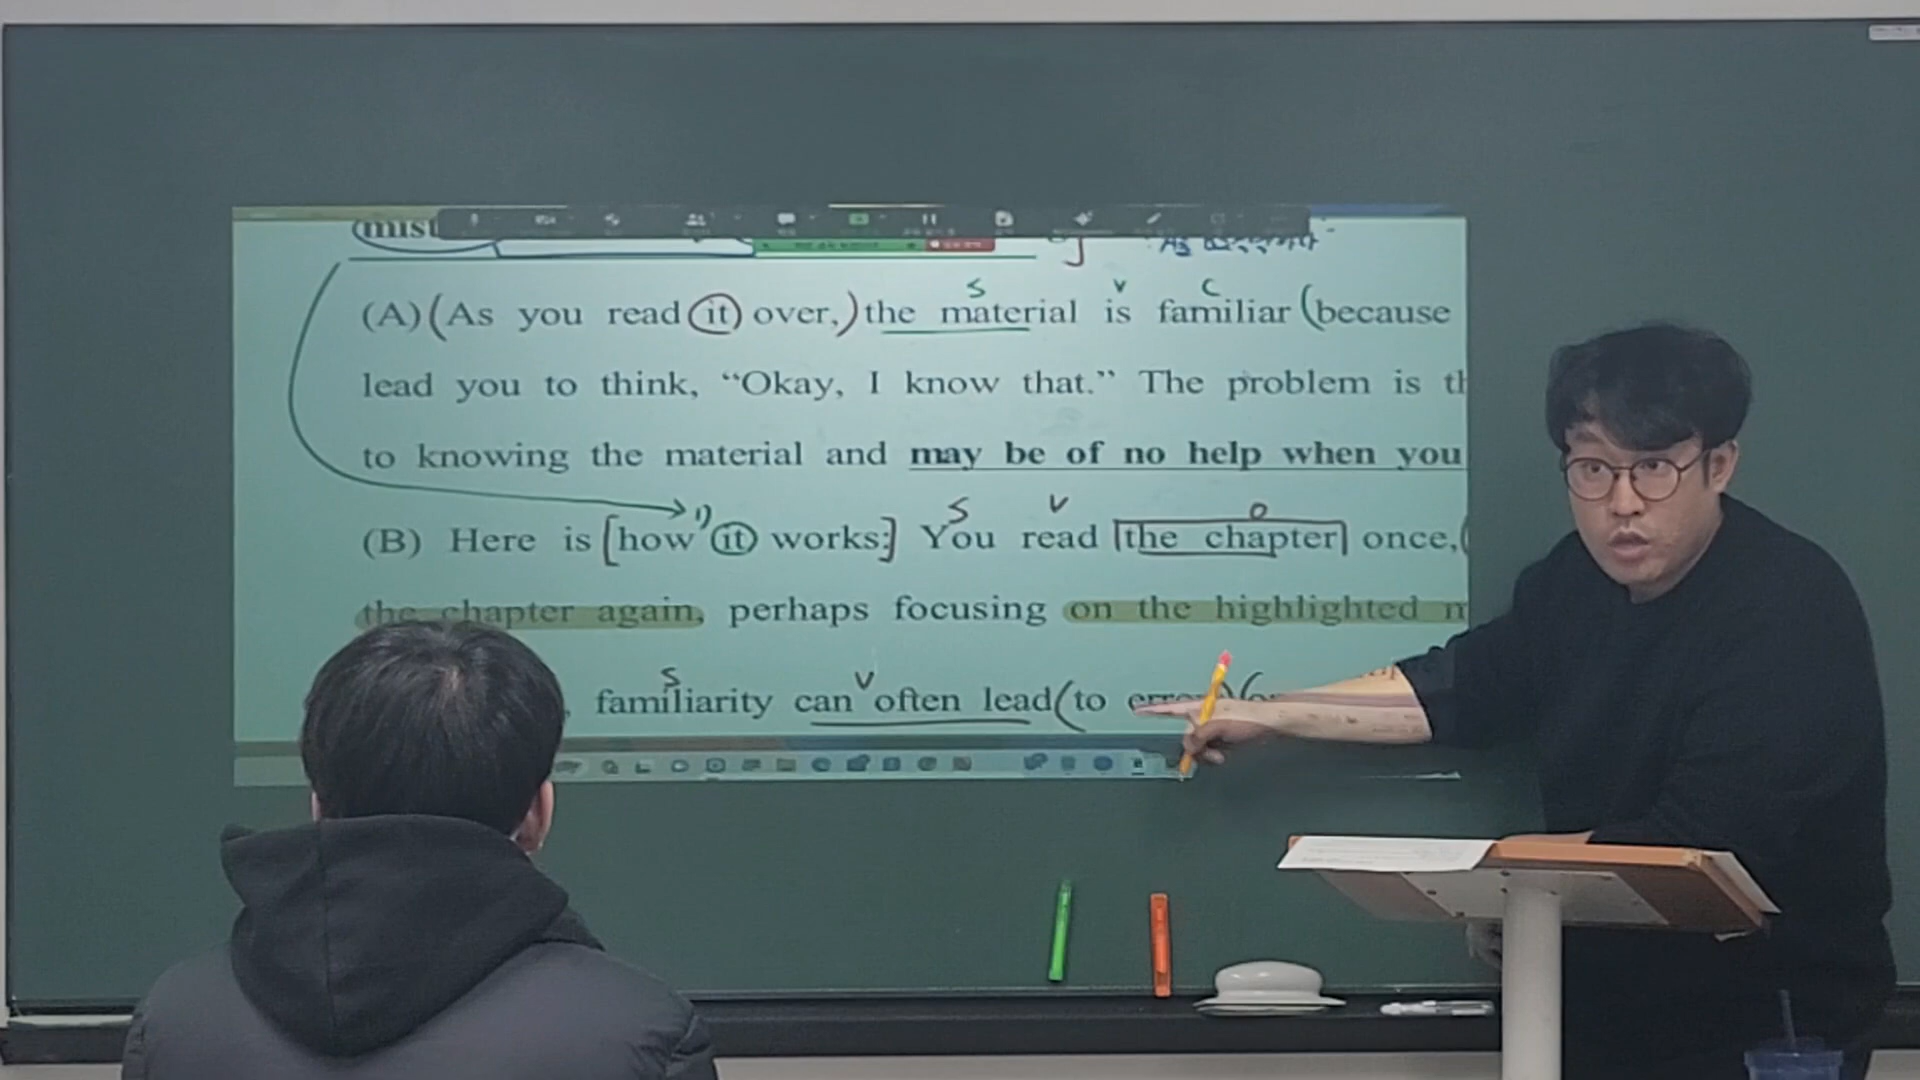 mist
S V C
(A) (As you read it over,) the material is familiar (because
lead you to think, “Okay, I know that.” The problem is th
to knowing the material and may be of no help when you
1) S V O
(B) Here is [how it works:] You read [the chapter] once, (
the chapter again, perhaps focusing on the highlighted m
S V
familiarity can often lead (to